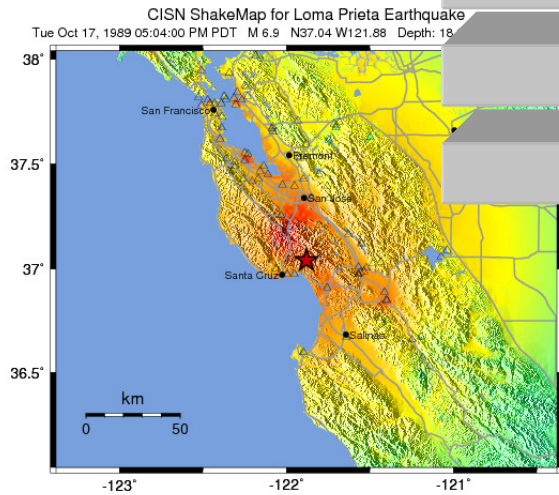 CISN ShakeMap for Loma Prieta Earthquake
Tue Oct 17, 1989 05:04:00 PM PDT M 6.9 N37.04 W121.88 Depth: 18
38°
San Francisco
Fremont
37.5°
San Jose
37°
Santa Cruz
Salinas
36.5°
km
0 50
-123° -122° -121°